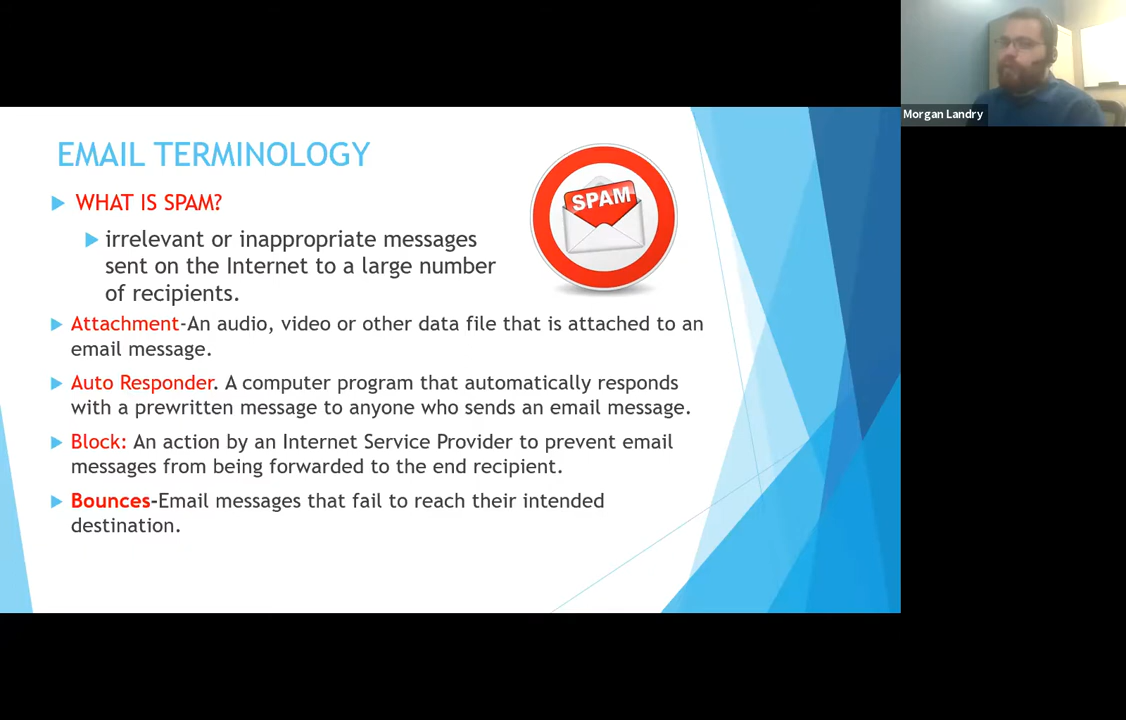 Morgan Landry
EMAIL TERMINOLOGY
WHAT IS SPAM?
irrelevant or inappropriate messages
sent on the Internet to a large number
of recipients.
SPAM
Attachment-An audio, video or other data file that is attached to an
email message.
Auto Responder. A computer program that automatically responds
with a prewritten message to anyone who sends an email message.
Block: An action by an Internet Service Provider to prevent email
messages from being forwarded to the end recipient.
Bounces-Email messages that fail to reach their intended
destination.